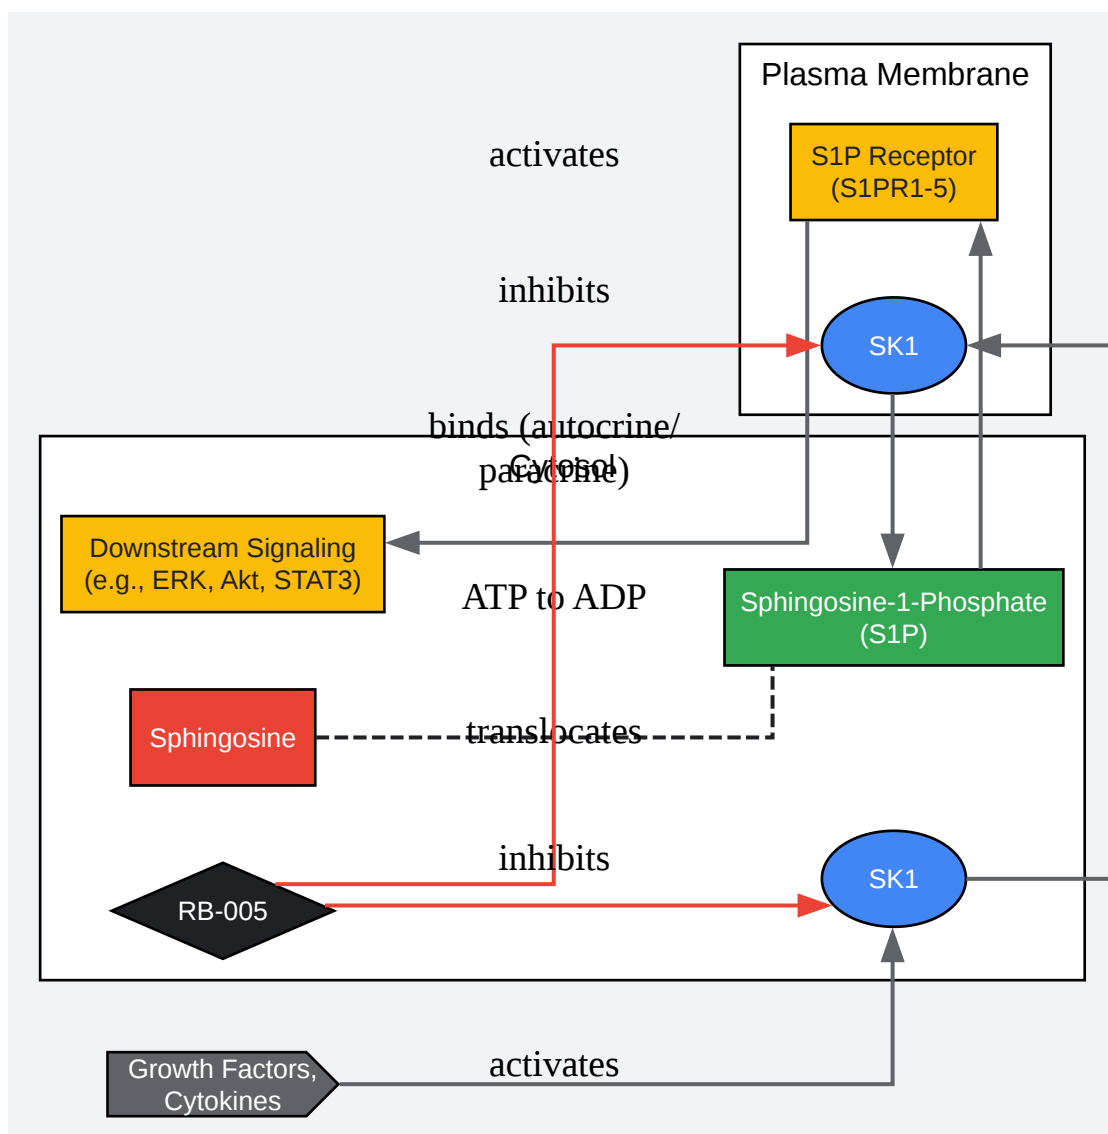 Plasma Membrane
activates
S1P Receptor
(S1PR1-5)
inhibits
SK1
binds (autocrine/
paracrine)
Cytosol
Downstream Signaling
(e.g., ERK, Akt, STAT3)
ATP to ADP
Sphingosine-1-Phosphate
(S1P)
Sphingosine
translocates
inhibits
SK1
RB-005
activates
Growth Factors,
Cytokines